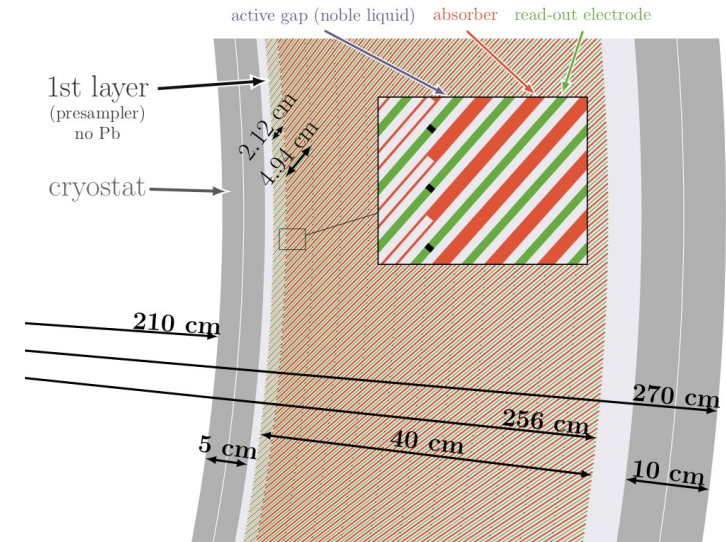 active gap (noble liquid) absorber read-out electrode
1st layer
(presampler)
no Pb
2.12 cm
4.94 cm
cryostat
210 cm
270 cm
256 cm
5 cm
40 cm
10 cm